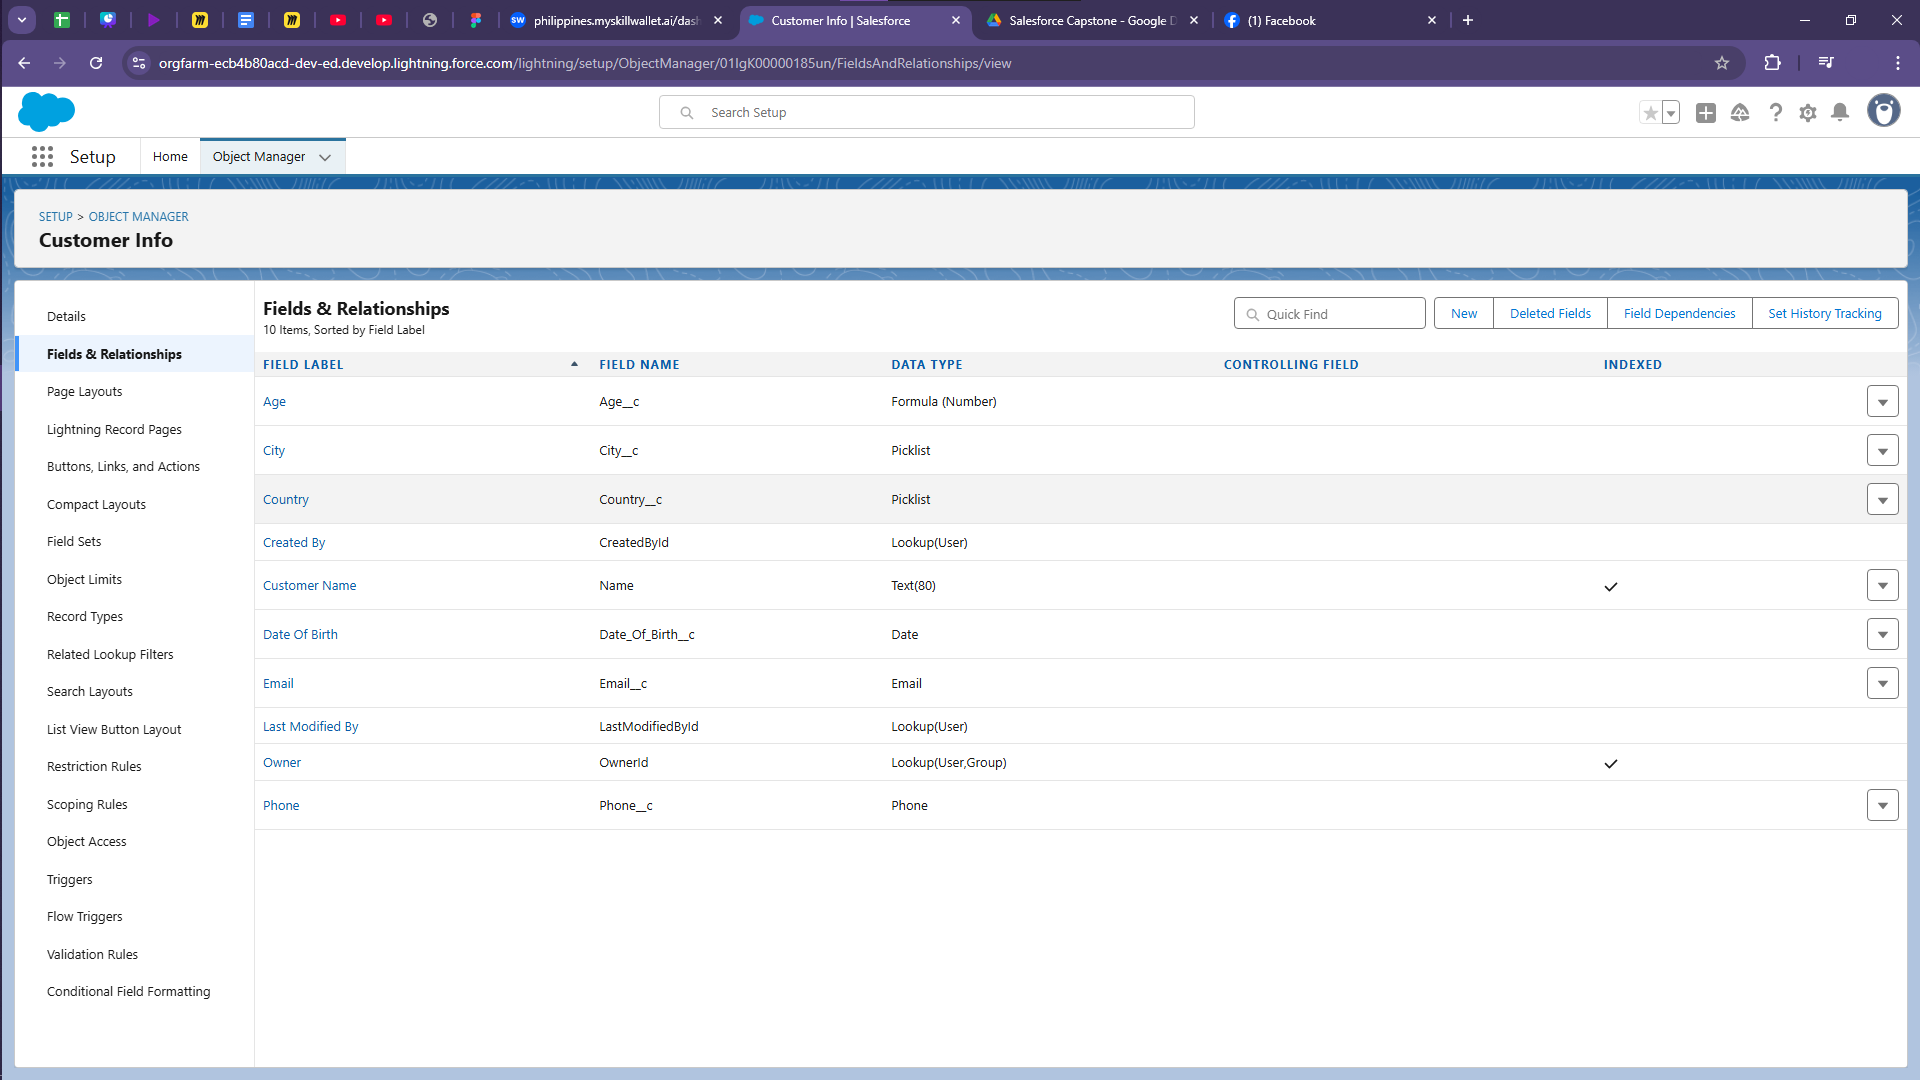 philippines.myskillwallet.ai/dash
Customer Info | Salesforce
Salesforce Capstone - Google D
(1) Facebook
orgfarm-ecb4b80acd-dev-ed.develop.lightning.force.com/lightning/setup/ObjectManager/01IgK00000185un/FieldsAndRelationships/view
Search Setup
Setup
Home
Object Manager
SETUP > OBJECT MANAGER
Customer Info
Details
Fields & Relationships
Page Layouts
Lightning Record Pages
Buttons, Links, and Actions
Compact Layouts
Field Sets
Object Limits
Record Types
Related Lookup Filters
Search Layouts
List View Button Layout
Restriction Rules
Scoping Rules
Object Access
Triggers
Flow Triggers
Validation Rules
Conditional Field Formatting
Fields & Relationships
10 Items, Sorted by Field Label
Quick Find
New
Deleted Fields
Field Dependencies
Set History Tracking
FIELD LABEL FIELD NAME DATA TYPE CONTROLLING FIELD INDEXED
Age Age__c Formula (Number)
City City__c Picklist
Country Country__c Picklist
Created By CreatedById Lookup(User)
Customer Name Name Text(80)
Date Of Birth Date_Of_Birth__c Date
Email Email__c Email
Last Modified By LastModifiedById Lookup(User)
Owner OwnerId Lookup(User,Group)
Phone Phone__c Phone